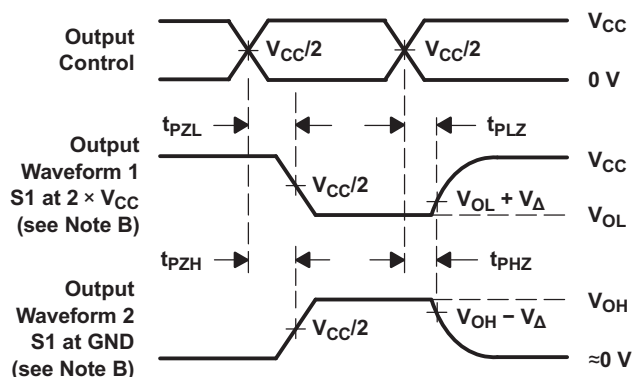 Output
Control
V_CC/2
V_CC/2
V_CC
0 V
t_PZL
t_PLZ
Output
Waveform 1
S1 at 2 × V_CC
(see Note B)
V_CC/2
V_OL + V_Δ
V_CC
V_OL
t_PZH
t_PHZ
Output
Waveform 2
S1 at GND
(see Note B)
V_CC/2
V_OH − V_Δ
V_OH
≈0 V